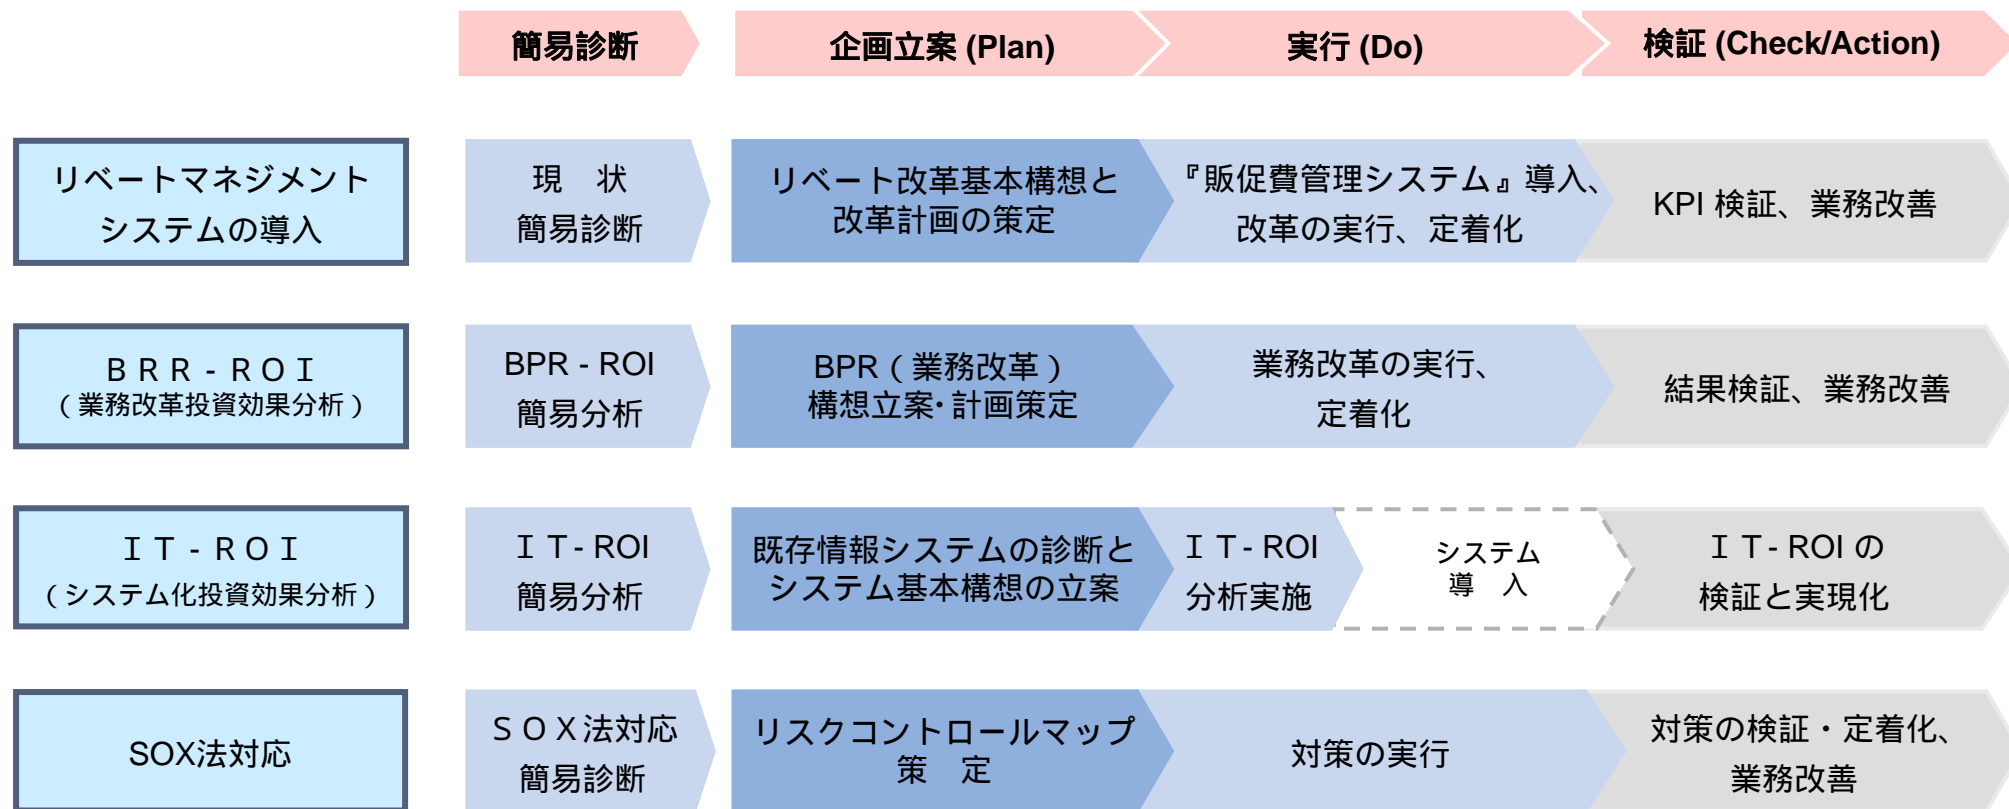 簡易診断
企画立案 (Plan)
実行 (Do)
検証 (Check/Action)
リベートマネジメント
システムの導入
現　状
簡易診断
リベート改革基本構想と
改革計画の策定
『販促費管理システム』導入、
改革の実行、定着化
KPI 検証、業務改善
ＢＲＲ-ＲＯＩ
（業務改革投資効果分析）
BPR - ROI
簡易分析
BPR（業務改革）
構想立案･計画策定
業務改革の実行、
定着化
結果検証、業務改善
ＩＴ-ＲＯＩ
（システム化投資効果分析）
ＩＴ- ROI
簡易分析
既存情報システムの診断と
システム基本構想の立案
ＩＴ- ROI
分析実施
システム
導　入
ＩＴ- ROI の
検証と実現化
SOX法対応
ＳＯＸ法対応
簡易診断
リスクコントロールマップ
策　定
対策の実行
対策の検証・定着化、
業務改善